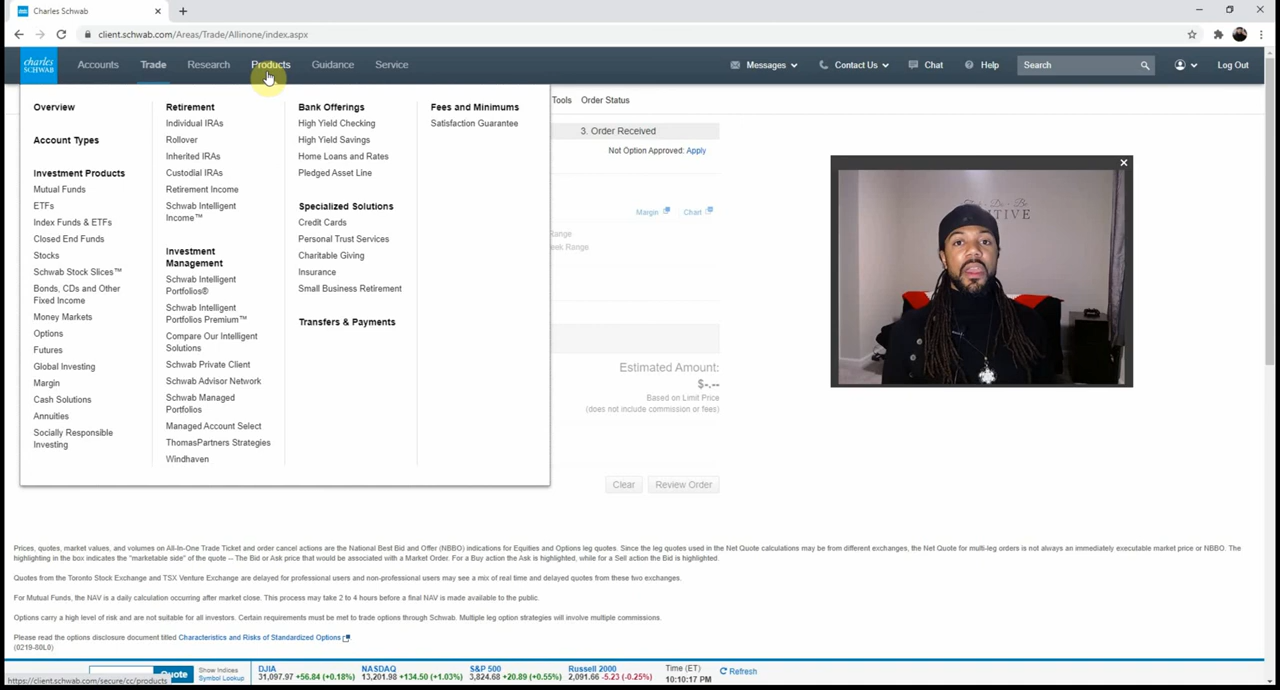 Charles Schwab
client.schwab.com/Areas/Trade/Allinone/index.aspx
charles
SCHWAB
Accounts
Trade
Research
Products
Guidance
Service
Messages
Contact Us
Chat
Help
Search
Log Out
Overview
Account Types
Investment Products
Mutual Funds
ETFs
Index Funds & ETFs
Closed End Funds
Stocks
Schwab Stock Slices™
Bonds, CDs and Other
Fixed Income
Money Markets
Options
Futures
Global Investing
Margin
Cash Solutions
Annuities
Socially Responsible
Investing
Retirement
Individual IRAs
Rollover
Inherited IRAs
Custodial IRAs
Retirement Income
Schwab Intelligent
Income™
Investment
Management
Schwab Intelligent
Portfolios®
Schwab Intelligent
Portfolios Premium™
Compare Our Intelligent
Solutions
Schwab Private Client
Schwab Advisor Network
Schwab Managed
Portfolios
Managed Account Select
ThomasPartners Strategies
Windhaven
Bank Offerings
High Yield Checking
High Yield Savings
Home Loans and Rates
Pledged Asset Line
Specialized Solutions
Credit Cards
Personal Trust Services
Charitable Giving
Insurance
Small Business Retirement
Transfers & Payments
Fees and Minimums
Satisfaction Guarantee
Tools
Order Status
3. Order Received
Not Option Approved: Apply
Margin
Chart
Range
eek Range
Estimated Amount:
$-.--
Based on Limit Price
(does not include commission or fees)
Clear
Review Order
Prices, quotes, market values, and volumes on All-In-One Trade Ticket and order cancel actions are the National Best Bid and Offer (NBBO) indications for Equities and Options leg quotes. Since the leg quotes used in the Net Quote calculations may be from different exchanges, the Net Quote for multi-leg orders is not always an immediately executable market price or NBBO. The
highlighting in the box indicates the "marketable side" of the quote -- The Bid or Ask price that would be associated with a Market Order. For a Buy action the Ask is highlighted, while for a Sell action the Bid is highlighted.
Quotes from the Toronto Stock Exchange and TSX Venture Exchange are delayed for professional users and non-professional users may see a mix of real time and delayed quotes from these two exchanges.
For Mutual Funds, the NAV is a daily calculation occurring after market close. This process may take 2 to 4 hours before a final NAV is made available to the public.
Options carry a high level of risk and are not suitable for all investors. Certain requirements must be met to trade options through Schwab. Multiple leg option strategies will involve multiple commissions.
Please read the options disclosure document titled Characteristics and Risks of Standardized Options
(0219-80L0)
Quote
Show Indices
Symbol Lookup
DJIA
31,097.97 +56.84 (+0.18%)
NASDAQ
13,201.98 +134.50 (+1.03%)
S&P 500
3,824.68 +20.89 (+0.55%)
Russell 2000
2,091.66 -5.23 (-0.25%)
Time (ET)
10:10:17 PM
Refresh
https://client.schwab.com/secure/cc/products